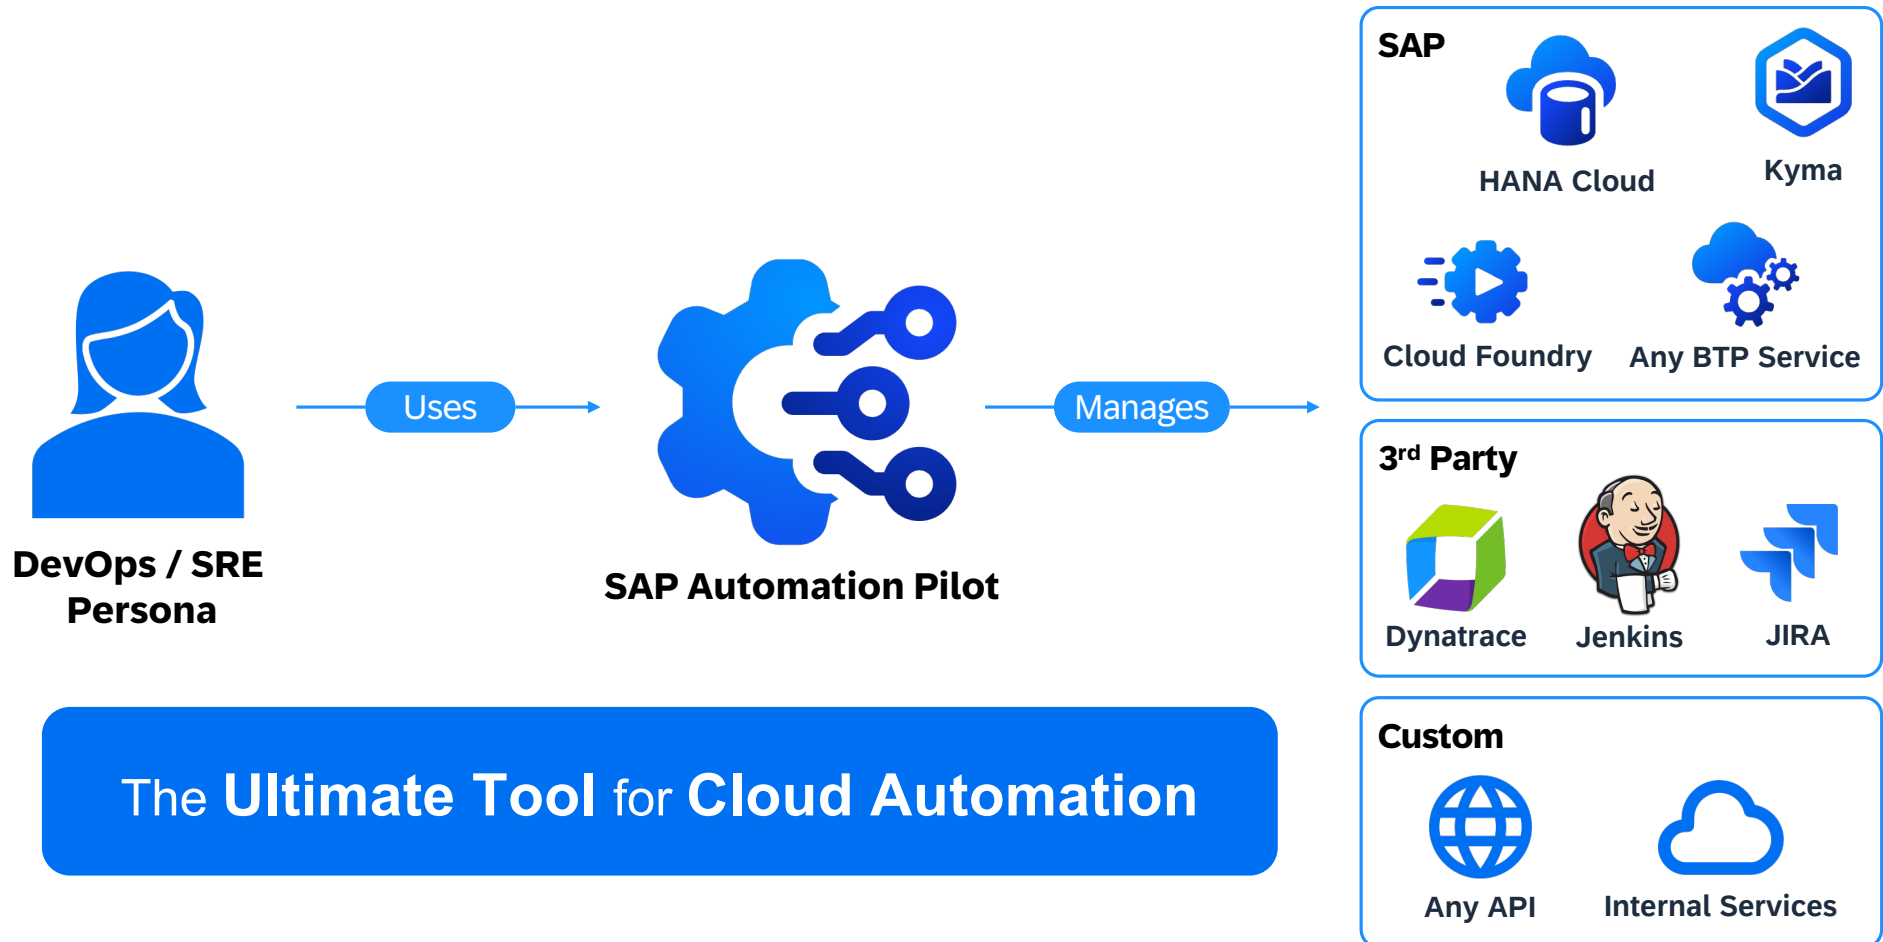 SAP
HANA Cloud
Kyma
Cloud Foundry
Any BTP Service
Uses
Manages
DevOps / SRE
Persona
SAP Automation Pilot
3rd Party
Dynatrace
Jenkins
JIRA
The Ultimate Tool for Cloud Automation
Custom
Any API
Internal Services